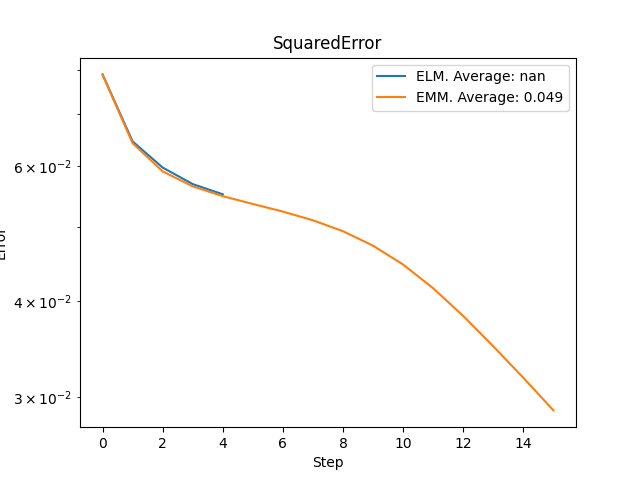 SquaredError
ELM. Average: nan
EMM. Average: 0.049
6 × 10⁻²
4 × 10⁻²
3 × 10⁻²
Error
0 2 4 6 8 10 12 14
Step